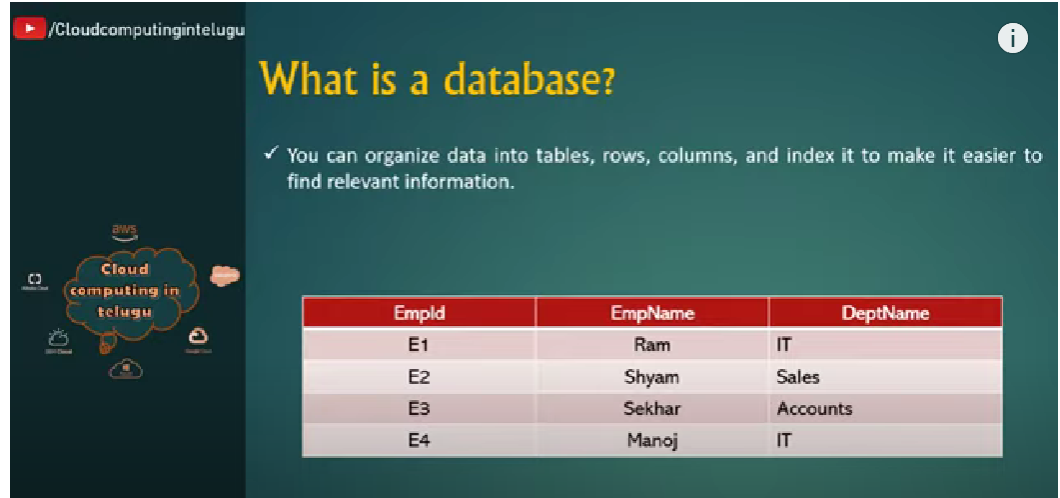 /Cloudcomputingintelugu
i
What is a database?
✓ You can organize data into tables, rows, columns, and index it to make it easier to
find relevant information.
aws
Cloud
computing in
telugu
EmpId EmpName DeptName
E1 Ram IT
E2 Shyam Sales
E3 Sekhar Accounts
E4 Manoj IT